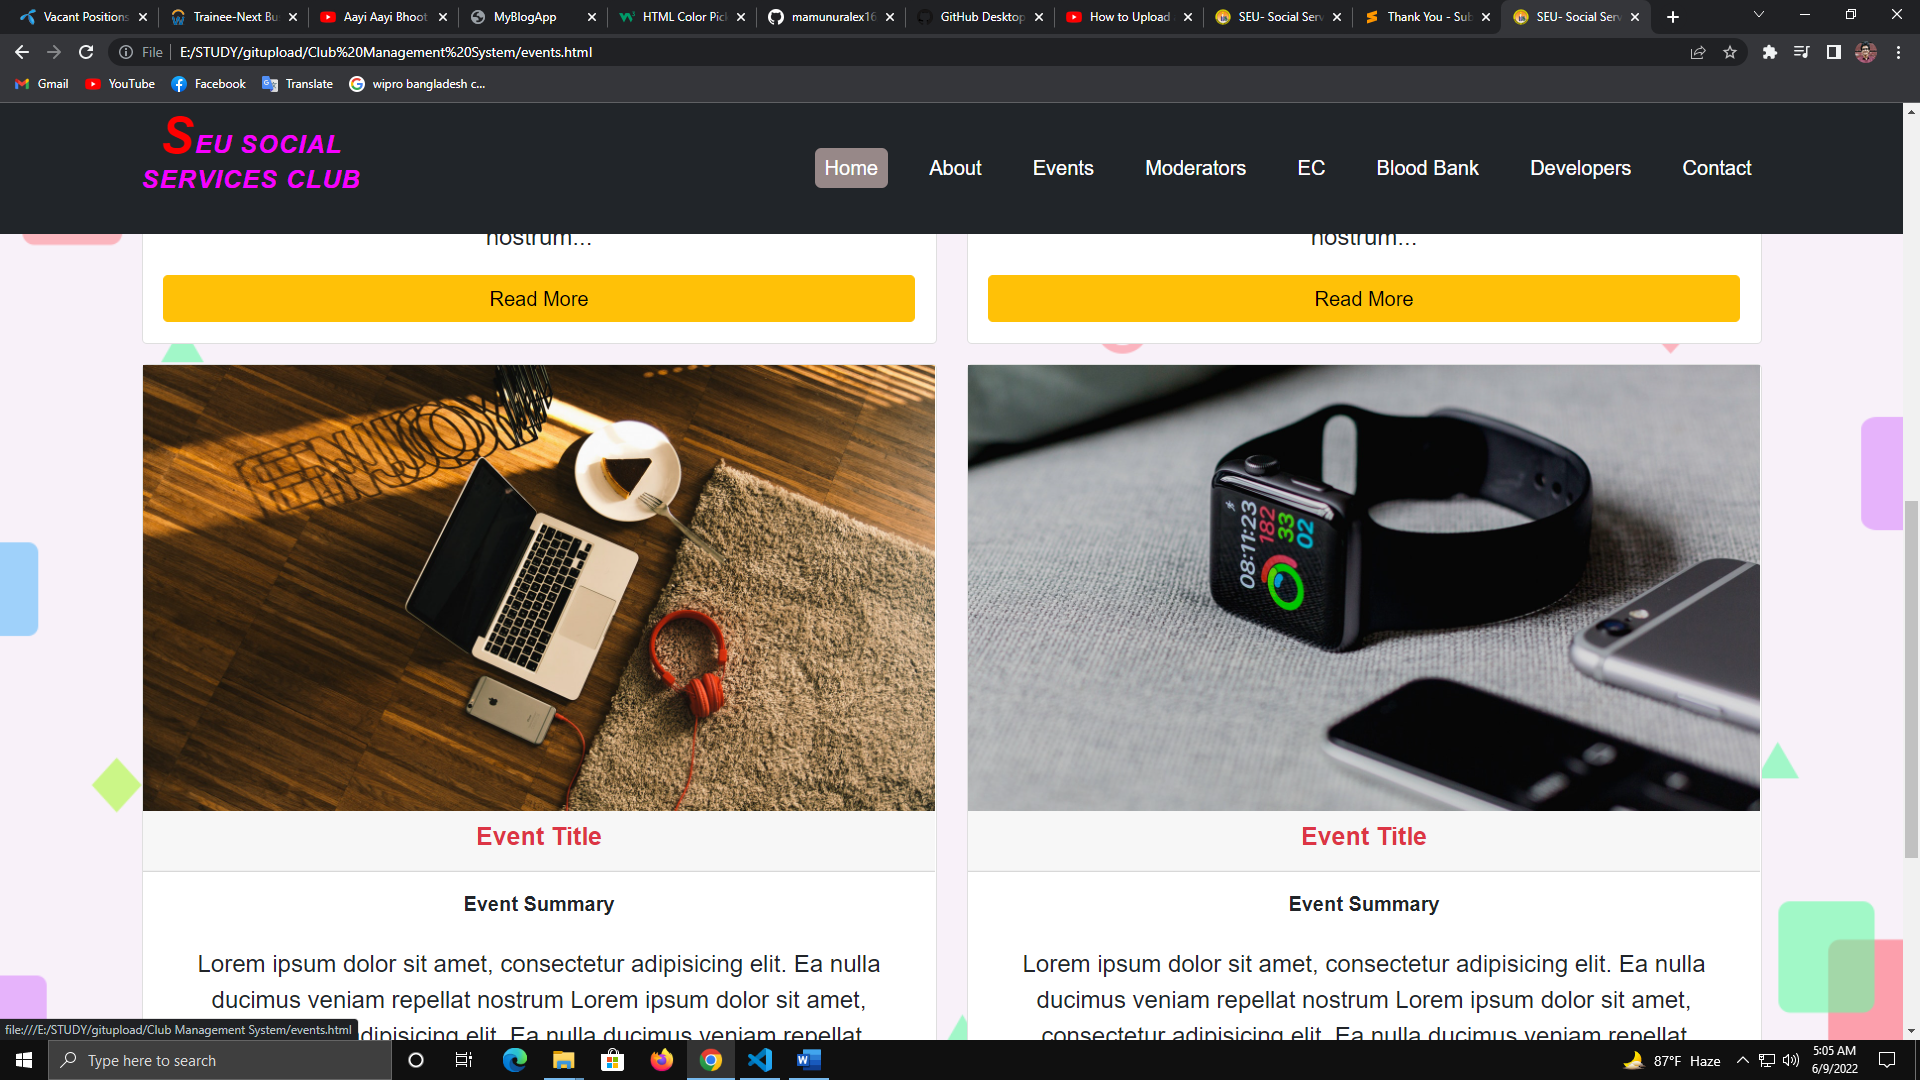 Vacant Positions
Trainee-Next Bu
Aayi Aayi Bhoot
MyBlogApp
HTML Color Pic
mamunuralex16
GitHub Desktop
How to Upload
SEU- Social Serv
Thank You - Sub
SEU- Social Serv
File
E:/STUDY/gitupload/Club%20Management%20System/events.html
Gmail
YouTube
Facebook
Translate
wipro bangladesh c...
SEU SOCIAL
SERVICES CLUB
Home
About
Events
Moderators
EC
Blood Bank
Developers
Contact
nostrum...
Read More
nostrum...
Read More
ENJOY
08:11:23
182
33
02
Event Title
Event Summary
Lorem ipsum dolor sit amet, consectetur adipisicing elit. Ea nulla
ducimus veniam repellat nostrum Lorem ipsum dolor sit amet,
adipisicing elit. Ea nulla ducimus veniam repellat
Event Title
Event Summary
Lorem ipsum dolor sit amet, consectetur adipisicing elit. Ea nulla
ducimus veniam repellat nostrum Lorem ipsum dolor sit amet,
consectetur adipisicing elit. Ea nulla ducimus veniam repellat
file:///E:/STUDY/gitupload/Club Management System/events.html
Type here to search
87°F Haze
5:05 AM
6/9/2022